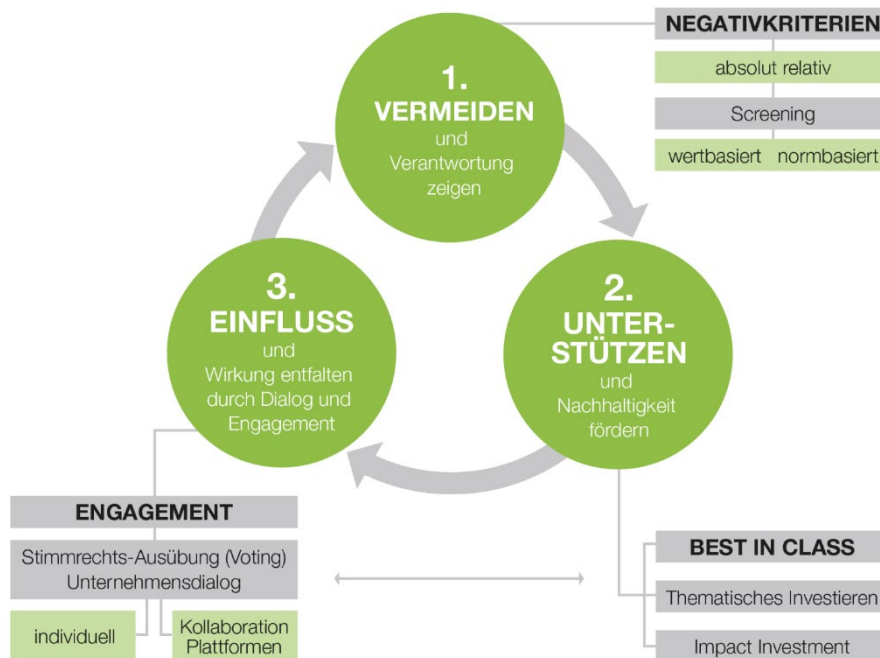 1.
VERMEIDEN
und
Verantwortung
zeigen
NEGATIVKRITERIEN
absolut relativ
Screening
wertbasiert normbasiert
2.
UNTER-
STÜTZEN
und
Nachhaltigkeit
fördern
BEST IN CLASS
Thematisches Investieren
Impact Investment
3.
EINFLUSS
und
Wirkung entfalten
durch Dialog und
Engagement
ENGAGEMENT
Stimmrechts-Ausübung (Voting)
Unternehmensdialog
individuell
Kollaboration
Plattformen